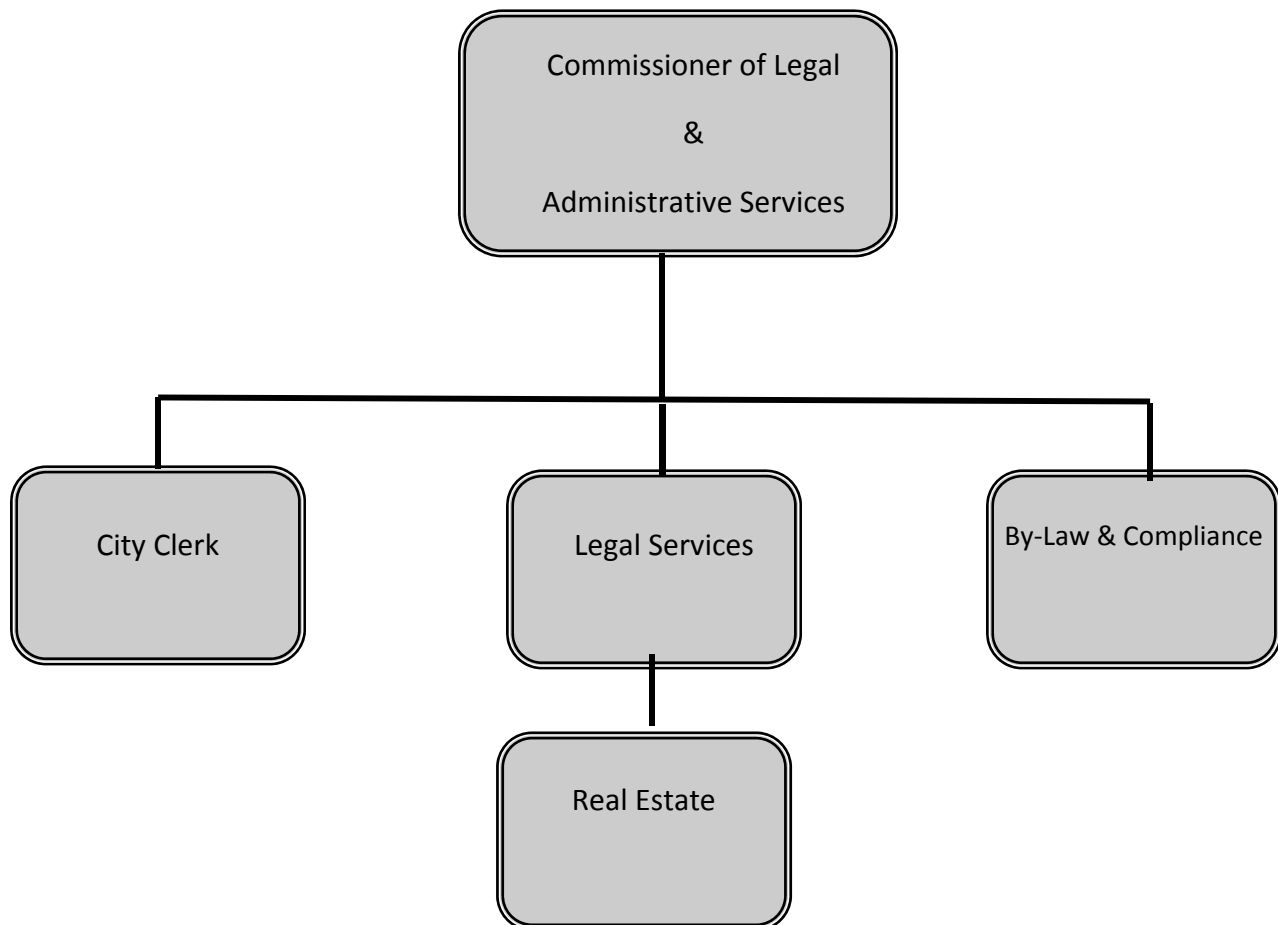 Commissioner of Legal
&
Administrative Services
City Clerk
Legal Services
By-Law & Compliance
Real Estate